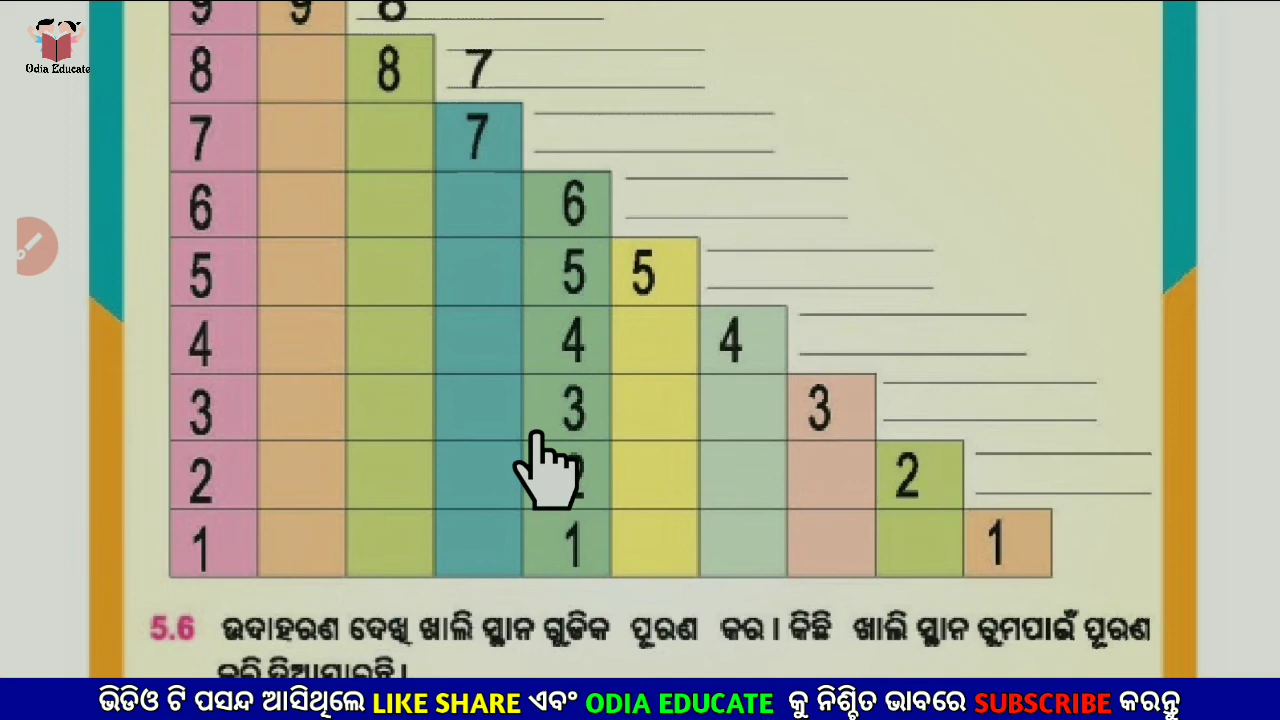 9 9 8
Odia Educate
8 8 7
7 7
6 6
5 5 5
4 4 4
3 3 3
2 2
1 1 1
5.6 ଉଦାହରଣ ଦେଖି ଖାଲି ସ୍ଥାନ ଗୁଡିକ ପୂରଣ କର । କିଛି ଖାଲି ସ୍ଥାନ ତୁମପାଇଁ ପୂରଣ
ଭିଡିଓ ଟି ପସନ୍ଦ ଆସିଥିଲେ LIKE SHARE ଏବଂ ODIA EDUCATE କୁ ନିଶ୍ଚିତ ଭାବରେ SUBSCRIBE କରନ୍ତୁ